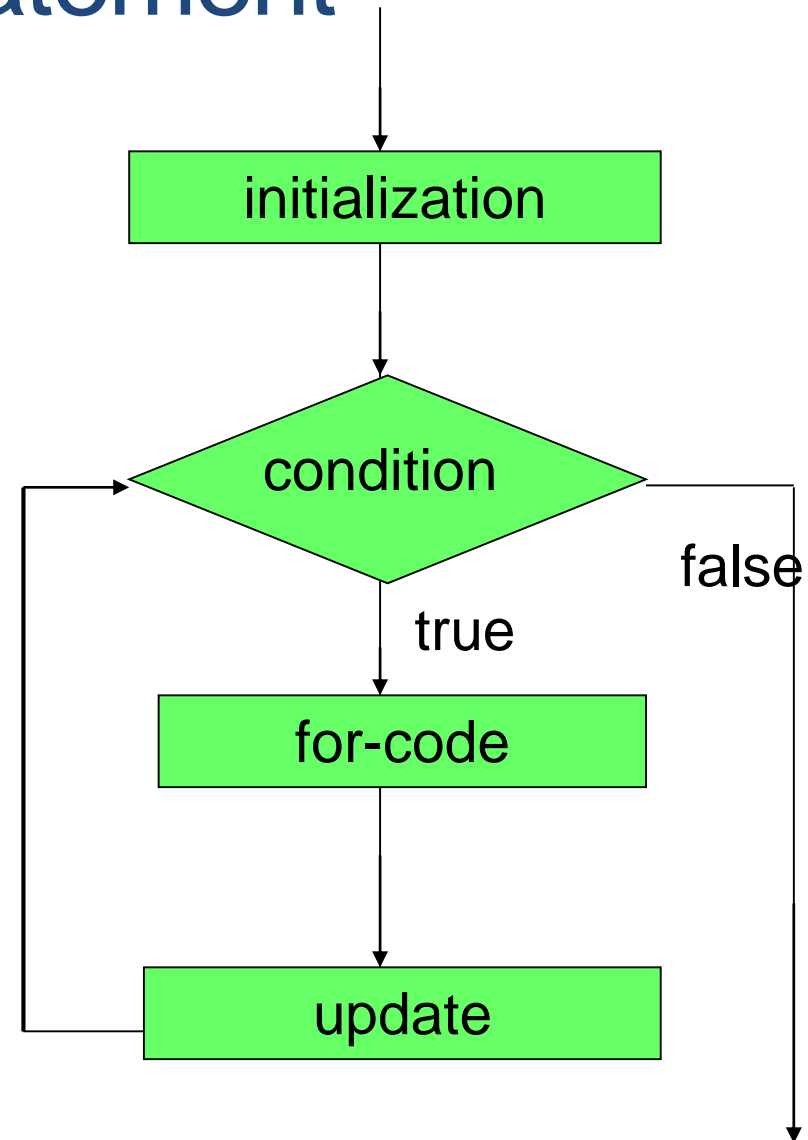 initialization
condition
false
true
for-code
update